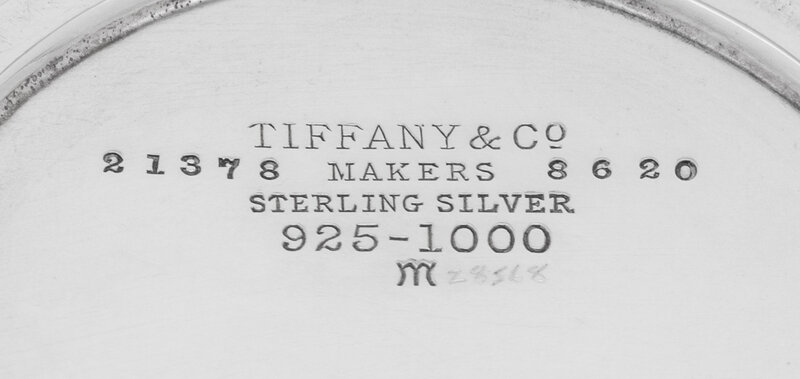 TIFFANY & Cº
21378 MAKERS 8620
STERLING SILVER
925-1000
m